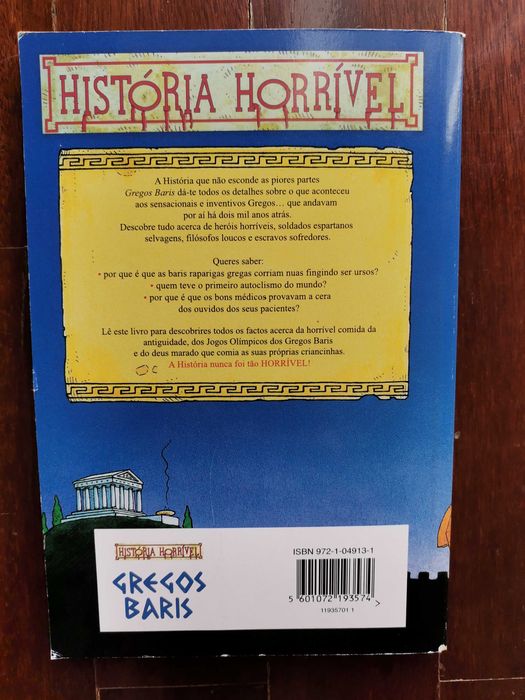 HISTÓRIA HORRÍVEL
A História que não esconde as piores partes
Gregos Baris dá-te todos os detalhes sobre o que aconteceu
aos sensacionais e inventivos Gregos… que andavam
por aí há dois mil anos atrás.
Descobre tudo acerca de heróis horríveis, soldados espartanos
selvagens, filósofos loucos e escravos sofredores.
Queres saber:
• por que é que as baris raparigas gregas corriam nuas fingindo ser ursos?
• quem teve o primeiro autoclismo do mundo?
• por que é que os bons médicos provavam a cera
dos ouvidos dos seus pacientes?
Lê este livro para descobrires todos os factos acerca da horrível comida da
antiguidade, dos Jogos Olímpicos dos Gregos Baris
e do deus marado que comia as suas próprias criancinhas.
A História nunca foi tão HORRÍVEL!
HISTÓRIA HORRÍVEL
GREGOS
BARIS
ISBN 972-1-04913-1
5 601072 193574 >
11935701 1